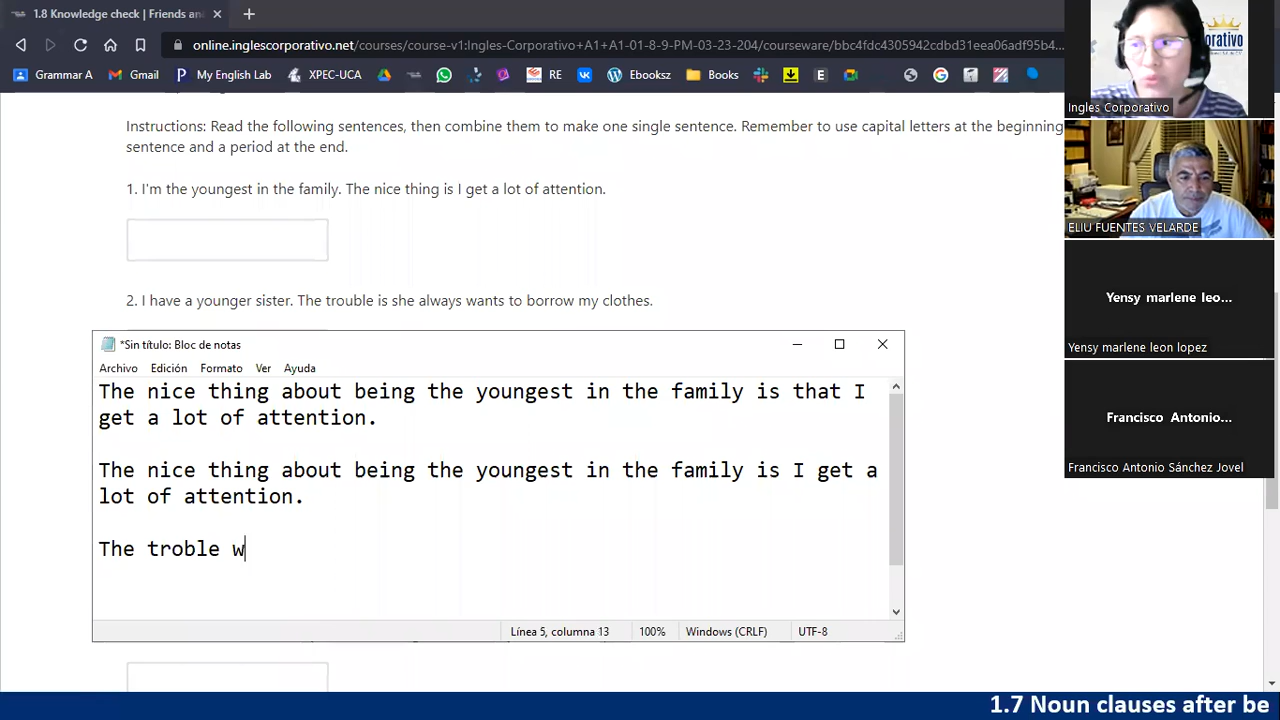 1.8 Knowledge check | Friends an
online.inglescorporativo.net/courses/course-v1:Ingles-Corporativo+A1+A1-01-8-9-PM-03-23-204/courseware/bbc4fdc4305942cdbd31eea06adf95b4...
Grammar A
Gmail
My English Lab
XPEC-UCA
RE
Ebooksz
Books
Instructions: Read the following sentences, then combine them to make one single sentence. Remember to use capital letters at the beginning
sentence and a period at the end.
1. I'm the youngest in the family. The nice thing is I get a lot of attention.
2. I have a younger sister. The trouble is she always wants to borrow my clothes.
*Sin título: Bloc de notas
Archivo Edición Formato Ver Ayuda
The nice thing about being the youngest in the family is that I
get a lot of attention.
The nice thing about being the youngest in the family is I get a
lot of attention.
The troble w
Línea 5, columna 13 100% Windows (CRLF) UTF-8
orativo
Ingles Corporativo
ELIU FUENTES VELARDE
Yensy marlene leo...
Yensy marlene leon lopez
Francisco Antonio...
Francisco Antonio Sánchez Jovel
1.7 Noun clauses after be